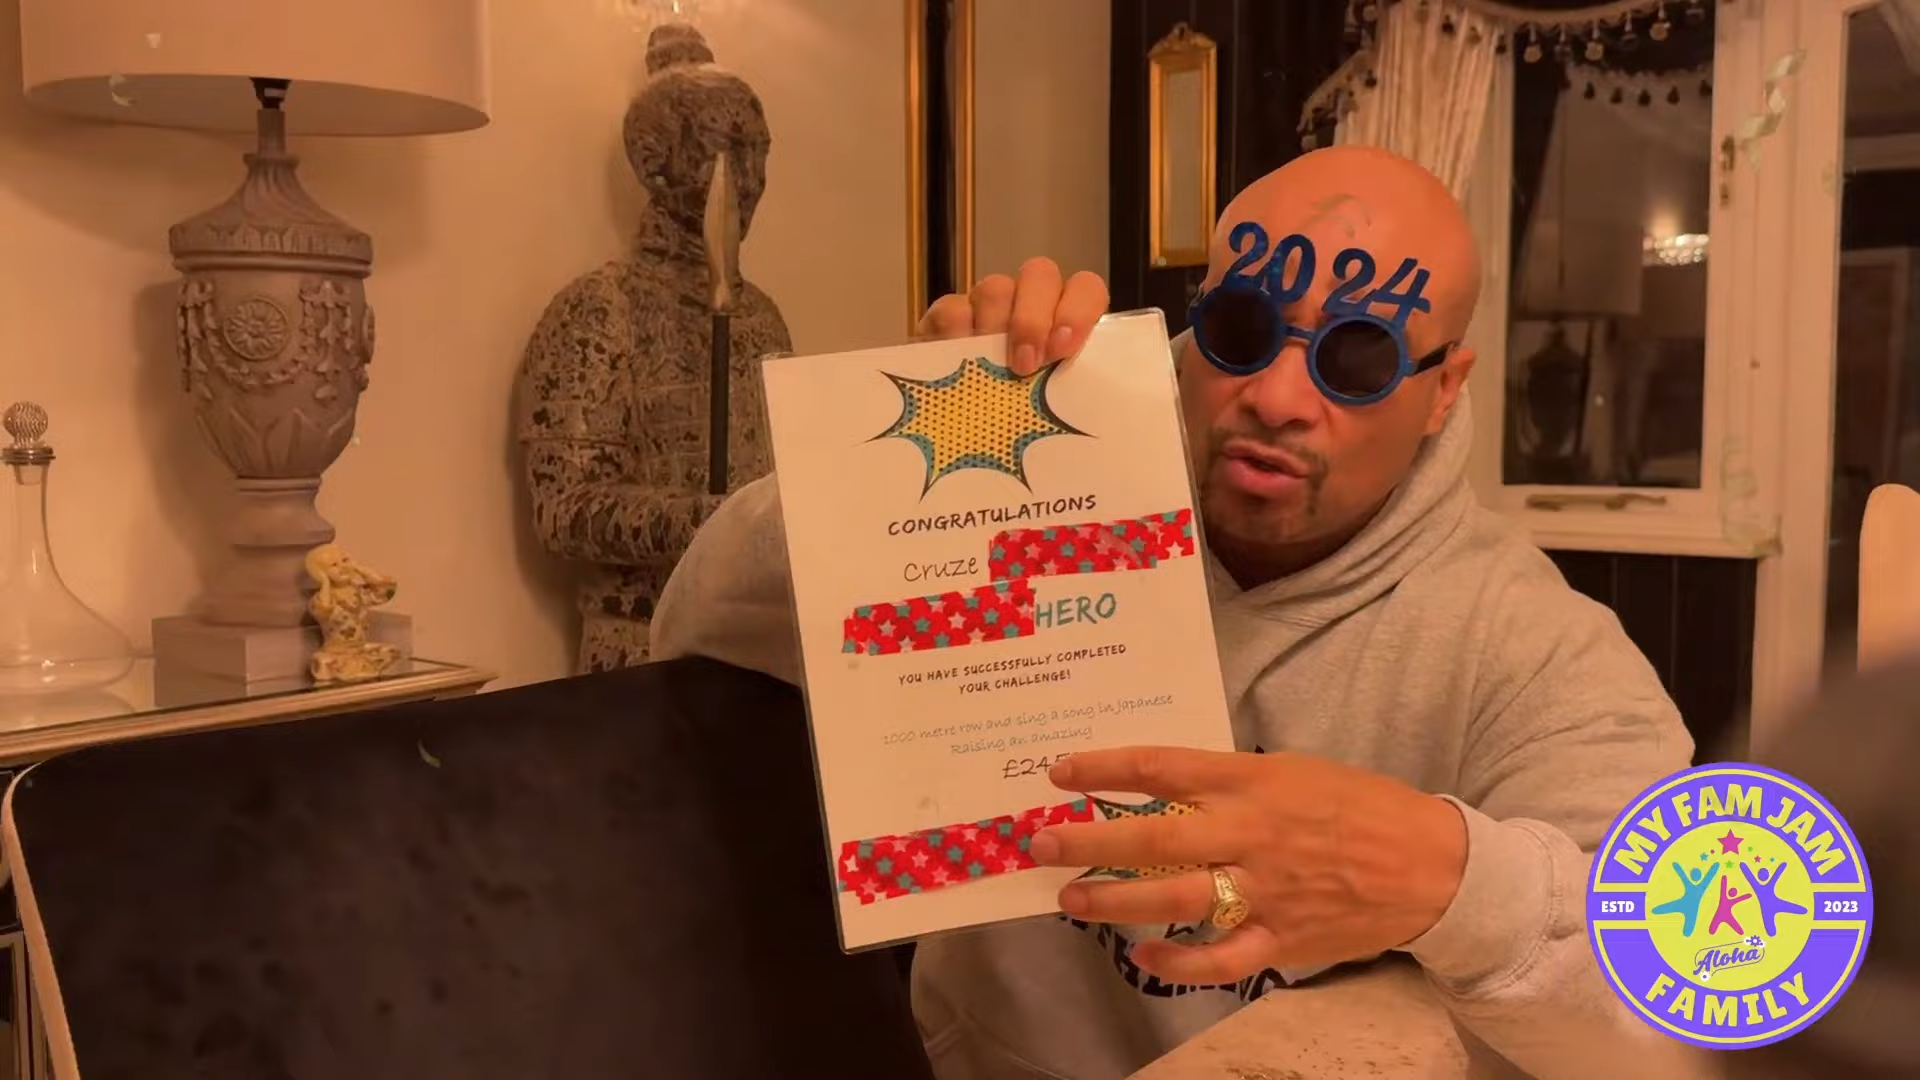 2024
CONGRATULATIONS
Cruze
HERO
YOU HAVE SUCCESSFULLY COMPLETED
YOUR CHALLENGE!
1000 metre row and sing a song in Japanese
Raising an amazing
MY FAM JAM
ESTD 2023
Aloha
FAMILY